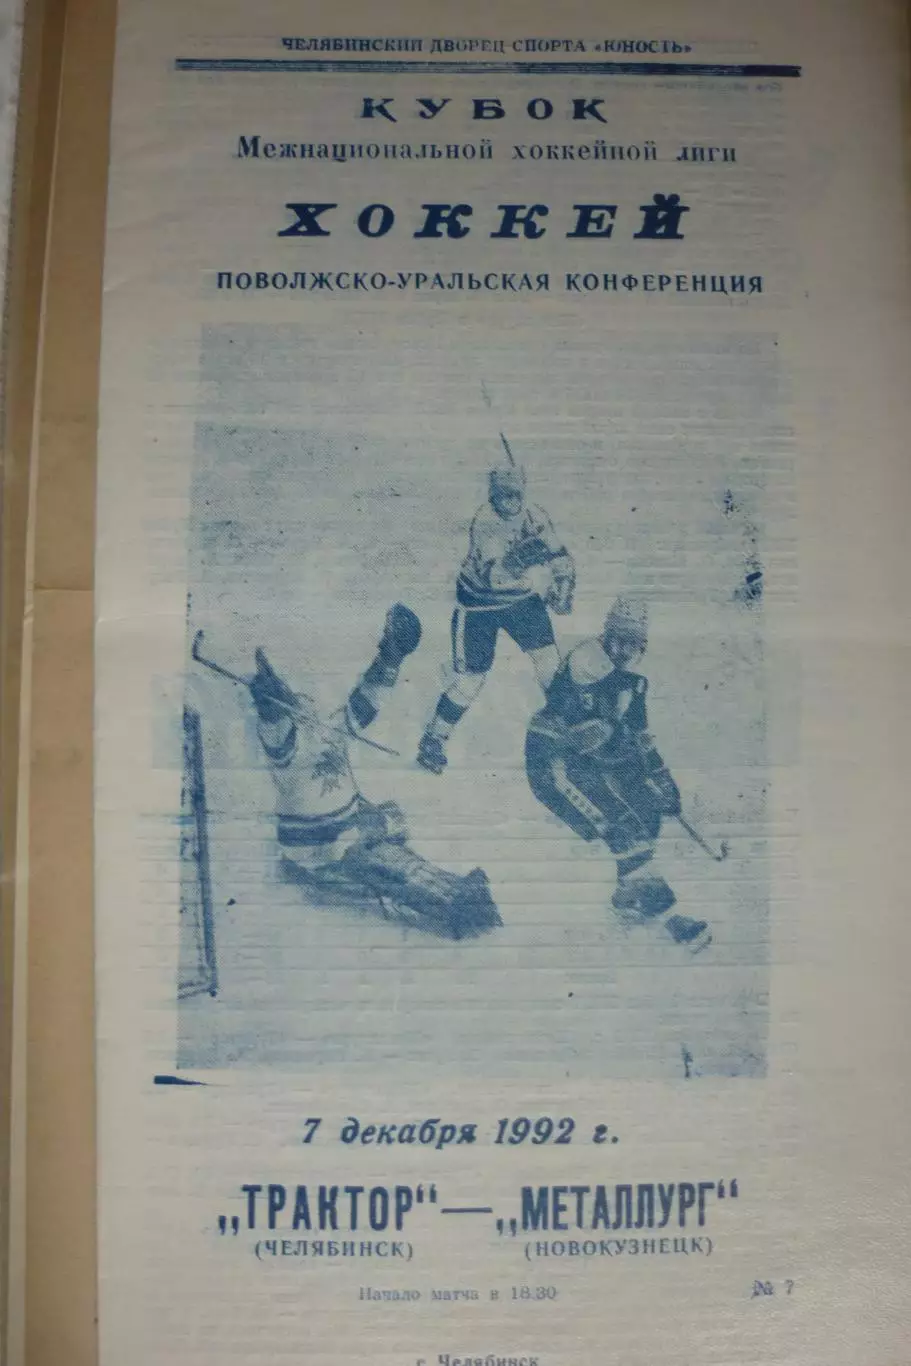 ЧЕЛЯБИНСКИЙ ДВОРЕЦ СПОРТА «ЮНОСТЬ»
КУБОК
Межнациональной хоккейной лиги
ХОККЕЙ
ПОВОЛЖСКО-УРАЛЬСКАЯ КОНФЕРЕНЦИЯ
7 декабря 1992 г.
„ТРАКТОР“ — „МЕТАЛЛУРГ“
(ЧЕЛЯБИНСК) (НОВОКУЗНЕЦК)
Начало матча в 18.30 № 7
г. Челябинск